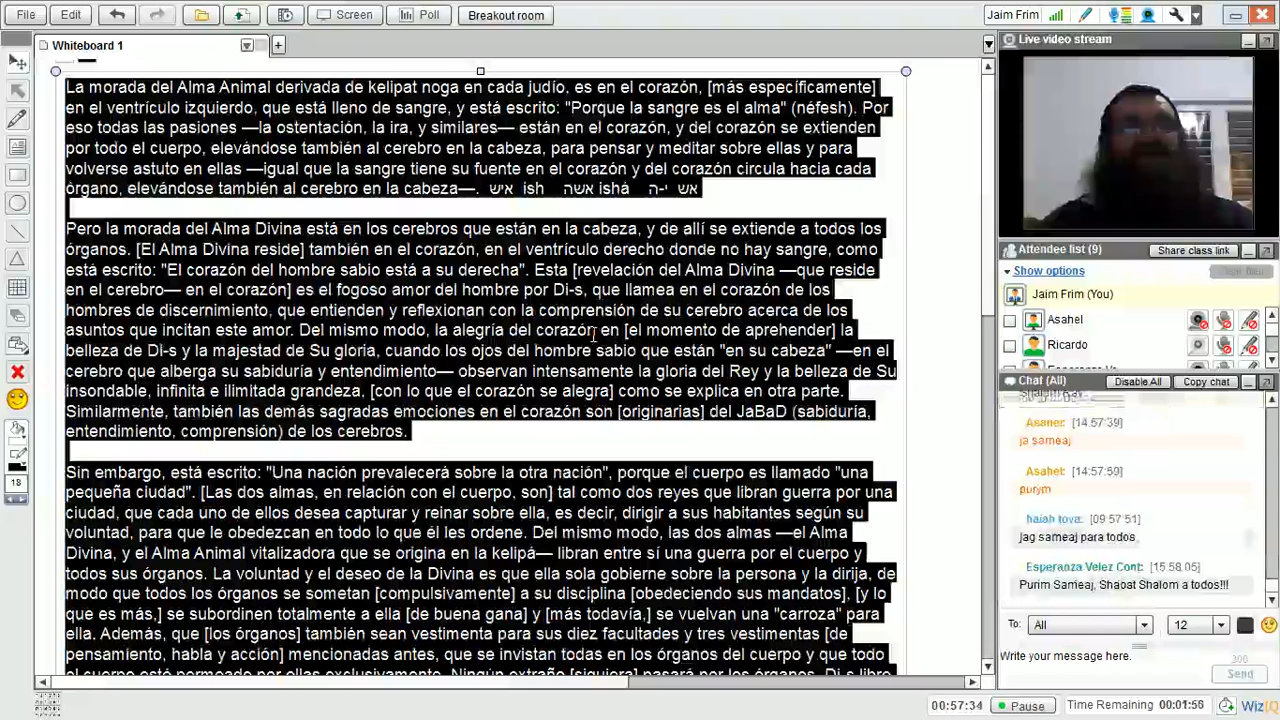 File
Edit
Screen
Poll
Breakout room
Jaim Frim
Whiteboard 1
La morada del Alma Animal derivada de kelipat noga en cada judío, es en el corazón, [más específicamente]
en el ventrículo izquierdo, que está lleno de sangre, y está escrito: "Porque la sangre es el alma" (néfesh). Por
eso todas las pasiones —la ostentación, la ira, y similares— están en el corazón, y del corazón se extienden
por todo el cuerpo, elevándose también al cerebro en la cabeza, para pensar y meditar sobre ellas y para
volverse astuto en ellas —igual que la sangre tiene su fuente en el corazón y del corazón circula hacia cada
órgano, elevándose también al cerebro en la cabeza—. איש ish אשה ishá אש י-ה
Pero la morada del Alma Divina está en los cerebros que están en la cabeza, y de allí se extiende a todos los
órganos. [El Alma Divina reside] también en el corazón, en el ventrículo derecho donde no hay sangre, como
está escrito: "El corazón del hombre sabio está a su derecha". Esta [revelación del Alma Divina —que reside
en el cerebro— en el corazón] es el fogoso amor del hombre por Di-s, que llamea en el corazón de los
hombres de discernimiento, que entienden y reflexionan con la comprensión de su cerebro acerca de los
asuntos que incitan este amor. Del mismo modo, la alegría del corazón en [el momento de aprehender] la
belleza de Di-s y la majestad de Su gloria, cuando los ojos del hombre sabio que están "en su cabeza" —en el
cerebro que alberga su sabiduría y entendimiento— observan intensamente la gloria del Rey y la belleza de Su
insondable, infinita e ilimitada grandeza, [con lo que el corazón se alegra] como se explica en otra parte.
Similarmente, también las demás sagradas emociones en el corazón son [originarias] del JaBaD (sabiduría,
entendimiento, comprensión) de los cerebros.
Sin embargo, está escrito: "Una nación prevalecerá sobre la otra nación", porque el cuerpo es llamado "una
pequeña ciudad". [Las dos almas, en relación con el cuerpo, son] tal como dos reyes que libran guerra por una
ciudad, que cada uno de ellos desea capturar y reinar sobre ella, es decir, dirigir a sus habitantes según su
voluntad, para que le obedezcan en todo lo que él les ordene. Del mismo modo, las dos almas —el Alma
Divina, y el Alma Animal vitalizadora que se origina en la kelipá— libran entre sí una guerra por el cuerpo y
todos sus órganos. La voluntad y el deseo de la Divina es que ella sola gobierne sobre la persona y la dirija, de
modo que todos los órganos se sometan [compulsivamente] a su disciplina [obedeciendo sus mandatos], [y lo
que es más,] se subordinen totalmente a ella [de buena gana] y [más todavía,] se vuelvan una "carroza" para
ella. Además, que [los órganos] también sean vestimenta para sus diez facultades y tres vestimentas [de
pensamiento, habla y acción] mencionadas antes, que se invistan todas en los órganos del cuerpo y que todo
el cuerpo esté permeado por ellas exclusivamente. Ningún extraño [siquiera] pasará por los órganos. Di-s libre
18
Live video stream
Attendee list (9)
Share class link
Show options
Jaim Frim (You)
Asahel
Ricardo
Chat (All)
Disable All
Copy chat
[14:57:39]
ja sameaj
Asahel: [14:57:59]
purym
[09:57:51]
Jag sameaj para todos
Esperanza Velez Cont: [15:58:05]
Purim Sameaj, Shabat Shalom a todos!!!
To:
All
12
Write your message here.
300
Send
00:57:34
Pause
Time Remaining
00:01:56
WizIQ